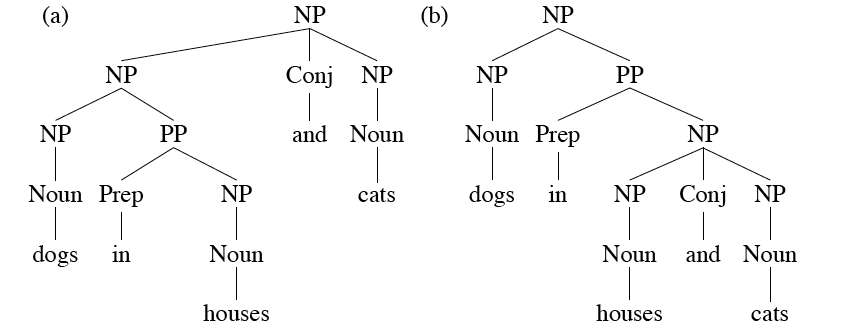 (a) NP (b) NP
NP Conj NP NP PP
NP PP and Noun Noun Prep NP
Noun Prep NP cats dogs in NP Conj NP
dogs in Noun Noun and Noun
houses houses cats